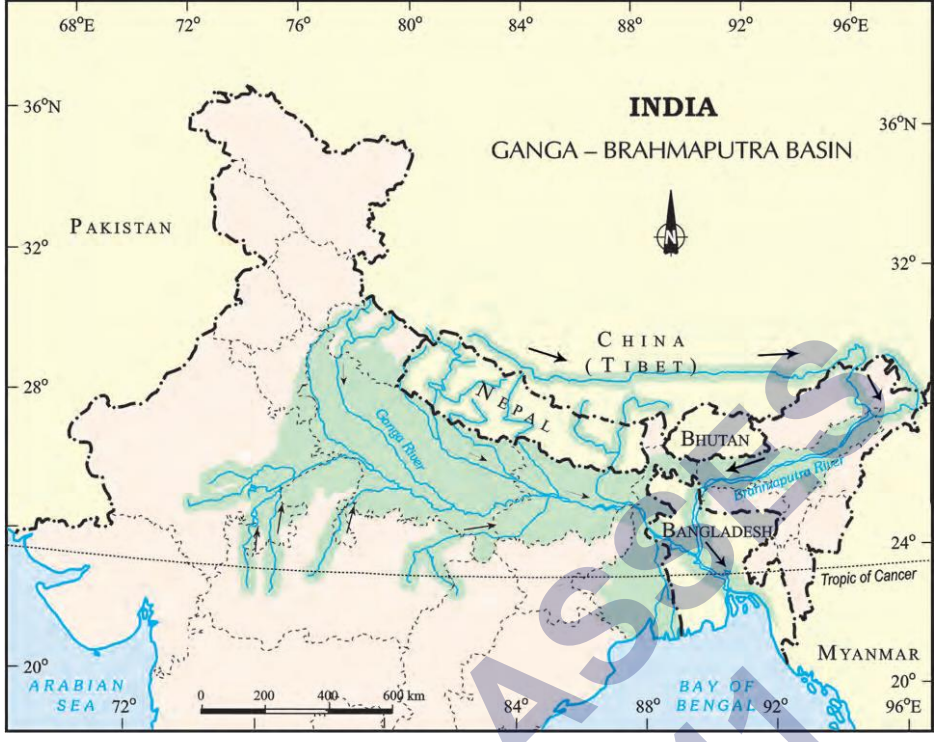 68°E 72° 76° 80° 84° 88° 92° 96°E
INDIA
GANGA – BRAHMAPUTRA BASIN
36°N
36°N
N
PAKISTAN
32°
32°
CHINA
(TIBET)
28°
NEPAL
BHUTAN
Ganga River
Brahmaputra River
BANGLADESH
24°
Tropic of Cancer
MYANMAR
20°
20°
ARABIAN
SEA
0 200 400 600 km
BAY OF
BENGAL
72° 84° 88° 92° 96°E
ASSES